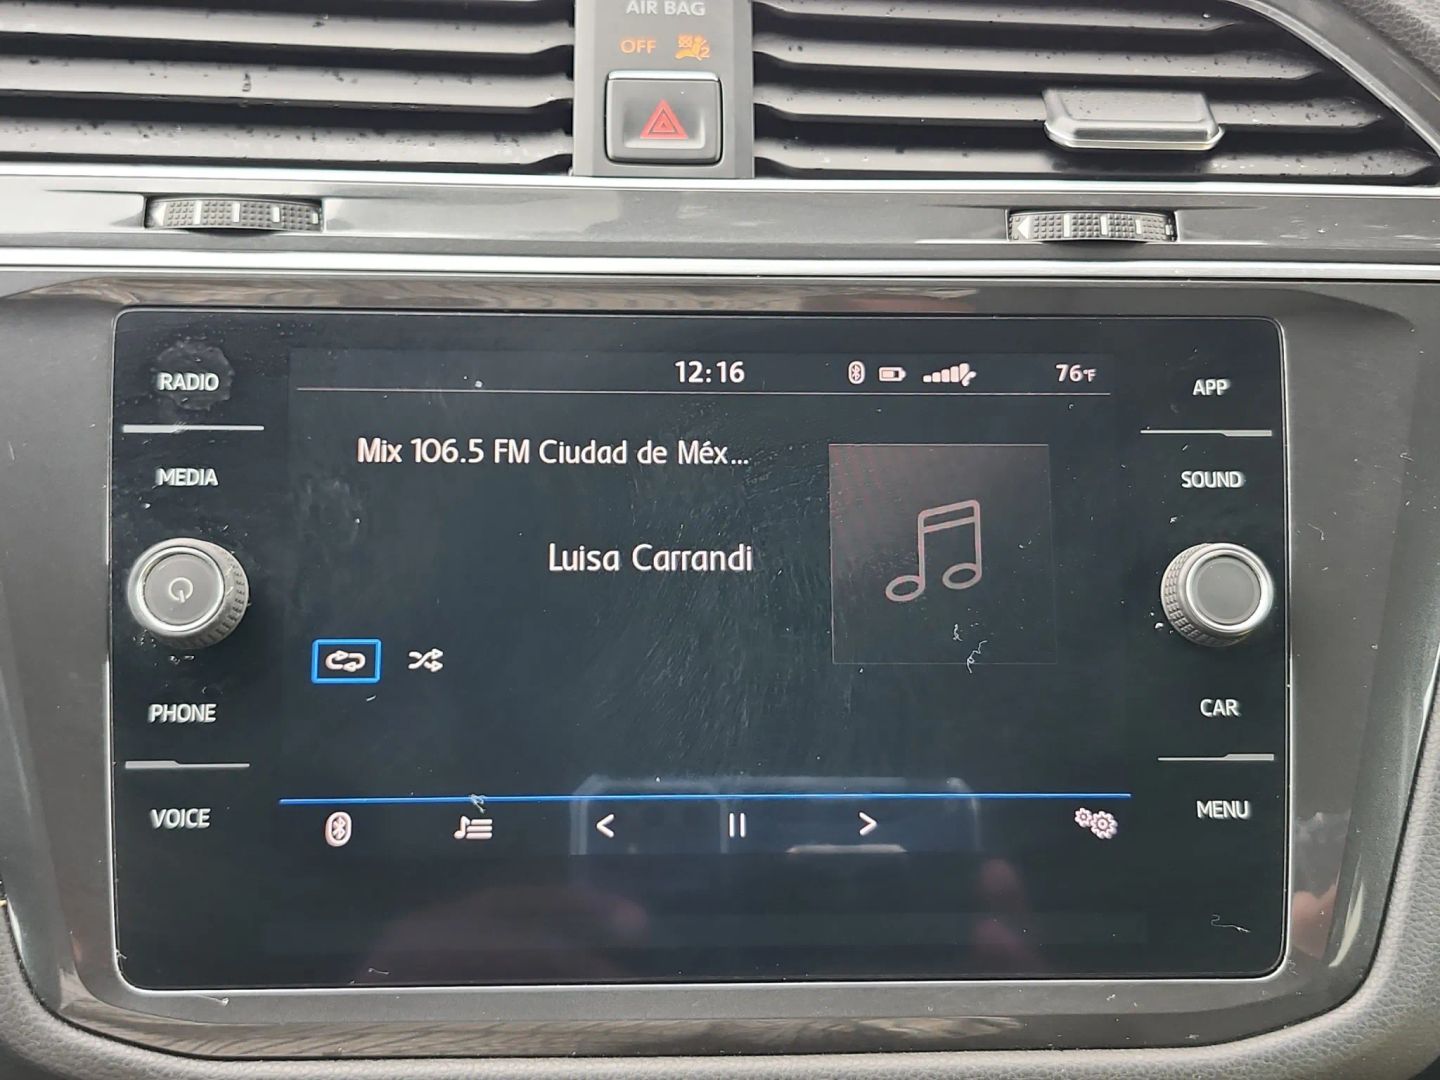 AIR BAG
OFF
2
RADIO
12:16
76°F
APP
Mix 106.5 FM Ciudad de Méx...
MEDIA
SOUND
Luisa Carrandi
PHONE
CAR
VOICE
MENU